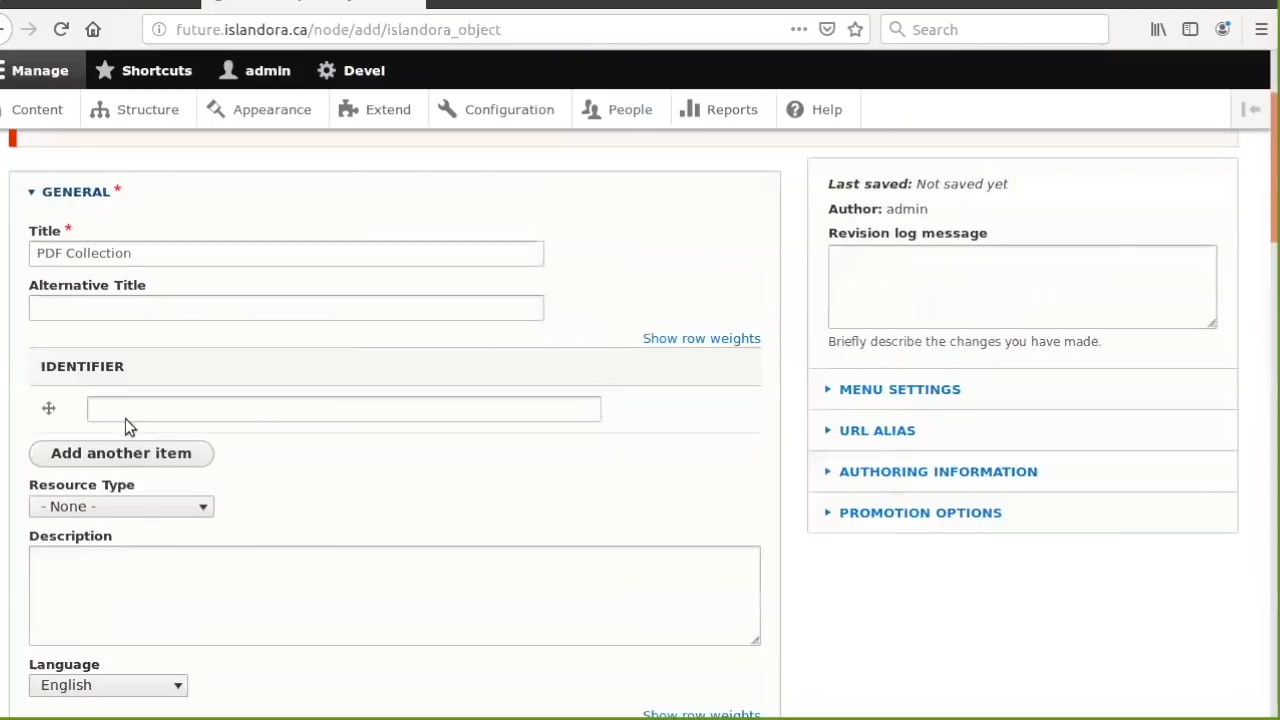 future.islandora.ca/node/add/islandora_object
Search
Manage
Shortcuts
admin
Devel
Content
Structure
Appearance
Extend
Configuration
People
Reports
Help
GENERAL *
Title *
PDF Collection
Alternative Title
Show row weights
IDENTIFIER
Add another item
Resource Type
- None -
Description
Language
English
Show row weights
Last saved: Not saved yet
Author: admin
Revision log message
Briefly describe the changes you have made.
MENU SETTINGS
URL ALIAS
AUTHORING INFORMATION
PROMOTION OPTIONS